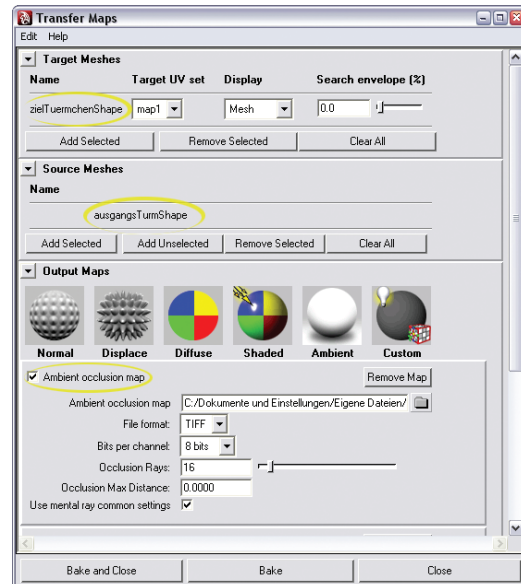 Transfer Maps
Edit Help
Target Meshes
Name Target UV set Display Search envelope (%)
zielTuermchenShape map1 Mesh 0.0
Add Selected Remove Selected Clear All
Source Meshes
Name
ausgangsTurmShape
Add Selected Add Unselected Remove Selected Clear All
Output Maps
Normal Displace Diffuse Shaded Ambient Custom
Ambient occlusion map Remove Map
Ambient occlusion map C:/Dokumente und Einstellungen/Eigene Dateien/
File format: TIFF
Bits per channel: 8 bits
Occlusion Rays: 16
Occlusion Max Distance: 0.0000
Use mental ray common settings
Bake and Close Bake Close